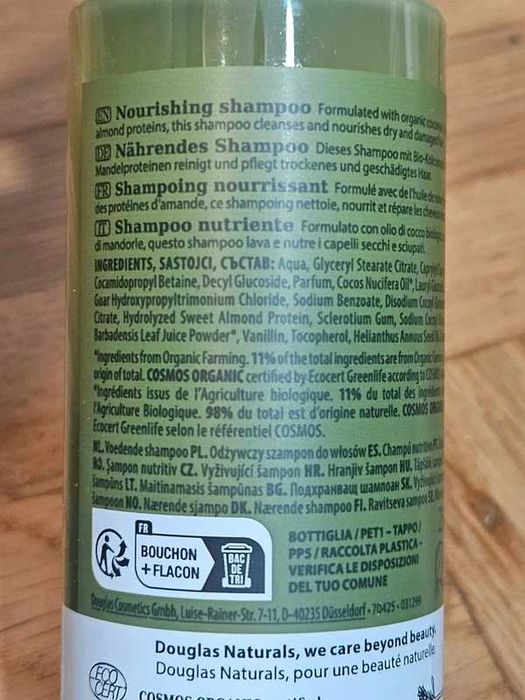 EN Nourishing shampoo Formulated with organic
almond proteins, this shampoo cleanses and nourishes dry and damaged
DE Nährendes Shampoo Dieses Shampoo mit
Mandelproteinen reinigt und pflegt trockenes und geschädigtes Haar.
FR Shampoing nourrissant Formulé avec de l'huile de
des protéines d'amande, ce shampoing nettoie, nourrit et répare les
IT Shampoo nutriente Formulato con olio di cocco
di mandorle, questo shampoo lava e nutre i capelli secchi e sciupati.
INGREDIENTS, SASTOJCI, СЪСТАВ: Aqua, Glyceryl Stearate Citrate,
Cocamidopropyl Betaine, Decyl Glucoside, Parfum, Cocos Nucifera Oil*,
Guar Hydroxypropyltrimonium Chloride, Sodium Benzoate, Disodium
Citrate, Hydrolyzed Sweet Almond Protein, Sclerotium Gum, Sodium
Barbadensis Leaf Juice Powder*, Vanillin, Tocopherol, Helianthus Annuus Seed
*Ingredients from Organic Farming. 11% of the total ingredients are from Organic
origin of total. COSMOS ORGANIC certified by Ecocert Greenlife according to
*Ingrédients issus de l'Agriculture biologique. 11% du total des
l'Agriculture Biologique. 98% du total est d'origine naturelle. COSMOS
Ecocert Greenlife selon le référentiel COSMOS.
NL. Voedende shampoo PL. Odżywczy szampon do włosów ES. Champú
RO. Șampon nutritiv CZ. Vyživující šampon HR. Hranjiv šampon HU.
šampūns LT. Maitinamasis šampūnas BG. Подхранващ шампоан SK.
šampon NO. Nærende sjampo DK. Nærende shampoo FI. Ravitseva
FR
BOUCHON
+ FLACON
BAC
DE
TRI
BOTTIGLIA / PET1 - TAPPO /
PP5 / RACCOLTA PLASTICA -
VERIFICA LE DISPOSIZIONI
DEL TUO COMUNE
Douglas Cosmetics GmbH, Luise-Rainer-Str. 7-11, D-40235 Düsseldorf • 70425 - 031299
Douglas Naturals, we care beyond beauty.
Douglas Naturals, pour une beauté
ECO
CERT